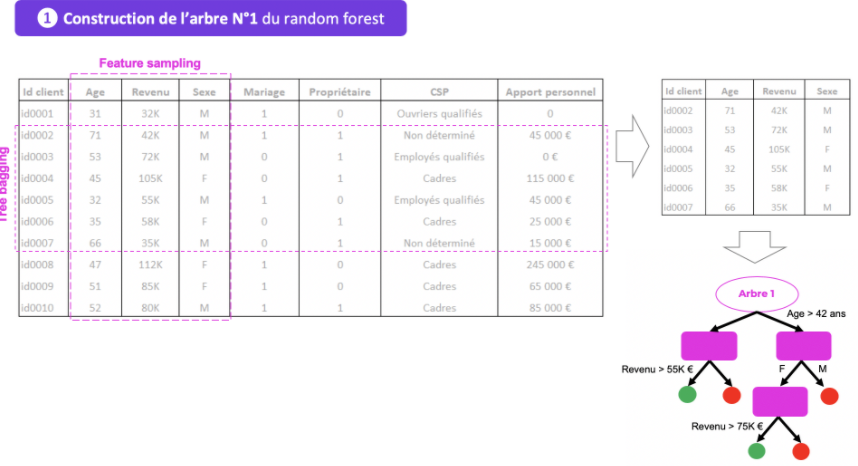 1 Construction de l’arbre N°1 du random forest
Feature sampling
Tree bagging
Id client Age Revenu Sexe Mariage Propriétaire CSP Apport personnel
id0001 31 32K M 1 0 Ouvriers qualifiés 0
id0002 71 42K M 1 1 Non déterminé 45 000 €
id0003 53 72K M 0 1 Employés qualifiés 0 €
id0004 45 105K F 0 1 Cadres 115 000 €
id0005 32 55K M 1 0 Employés qualifiés 45 000 €
id0006 35 58K F 0 1 Cadres 25 000 €
id0007 66 35K M 0 1 Non déterminé 15 000 €
id0008 47 112K F 1 0 Cadres 245 000 €
id0009 51 85K F 1 0 Cadres 65 000 €
id0010 52 80K M 1 1 Cadres 85 000 €
Id client Age Revenu Sexe
id0002 71 42K M
id0003 53 72K M
id0004 45 105K F
id0005 32 55K M
id0006 35 58K F
id0007 66 35K M
Arbre 1
Age > 42 ans
Revenu > 55K €
F M
Revenu > 75K €